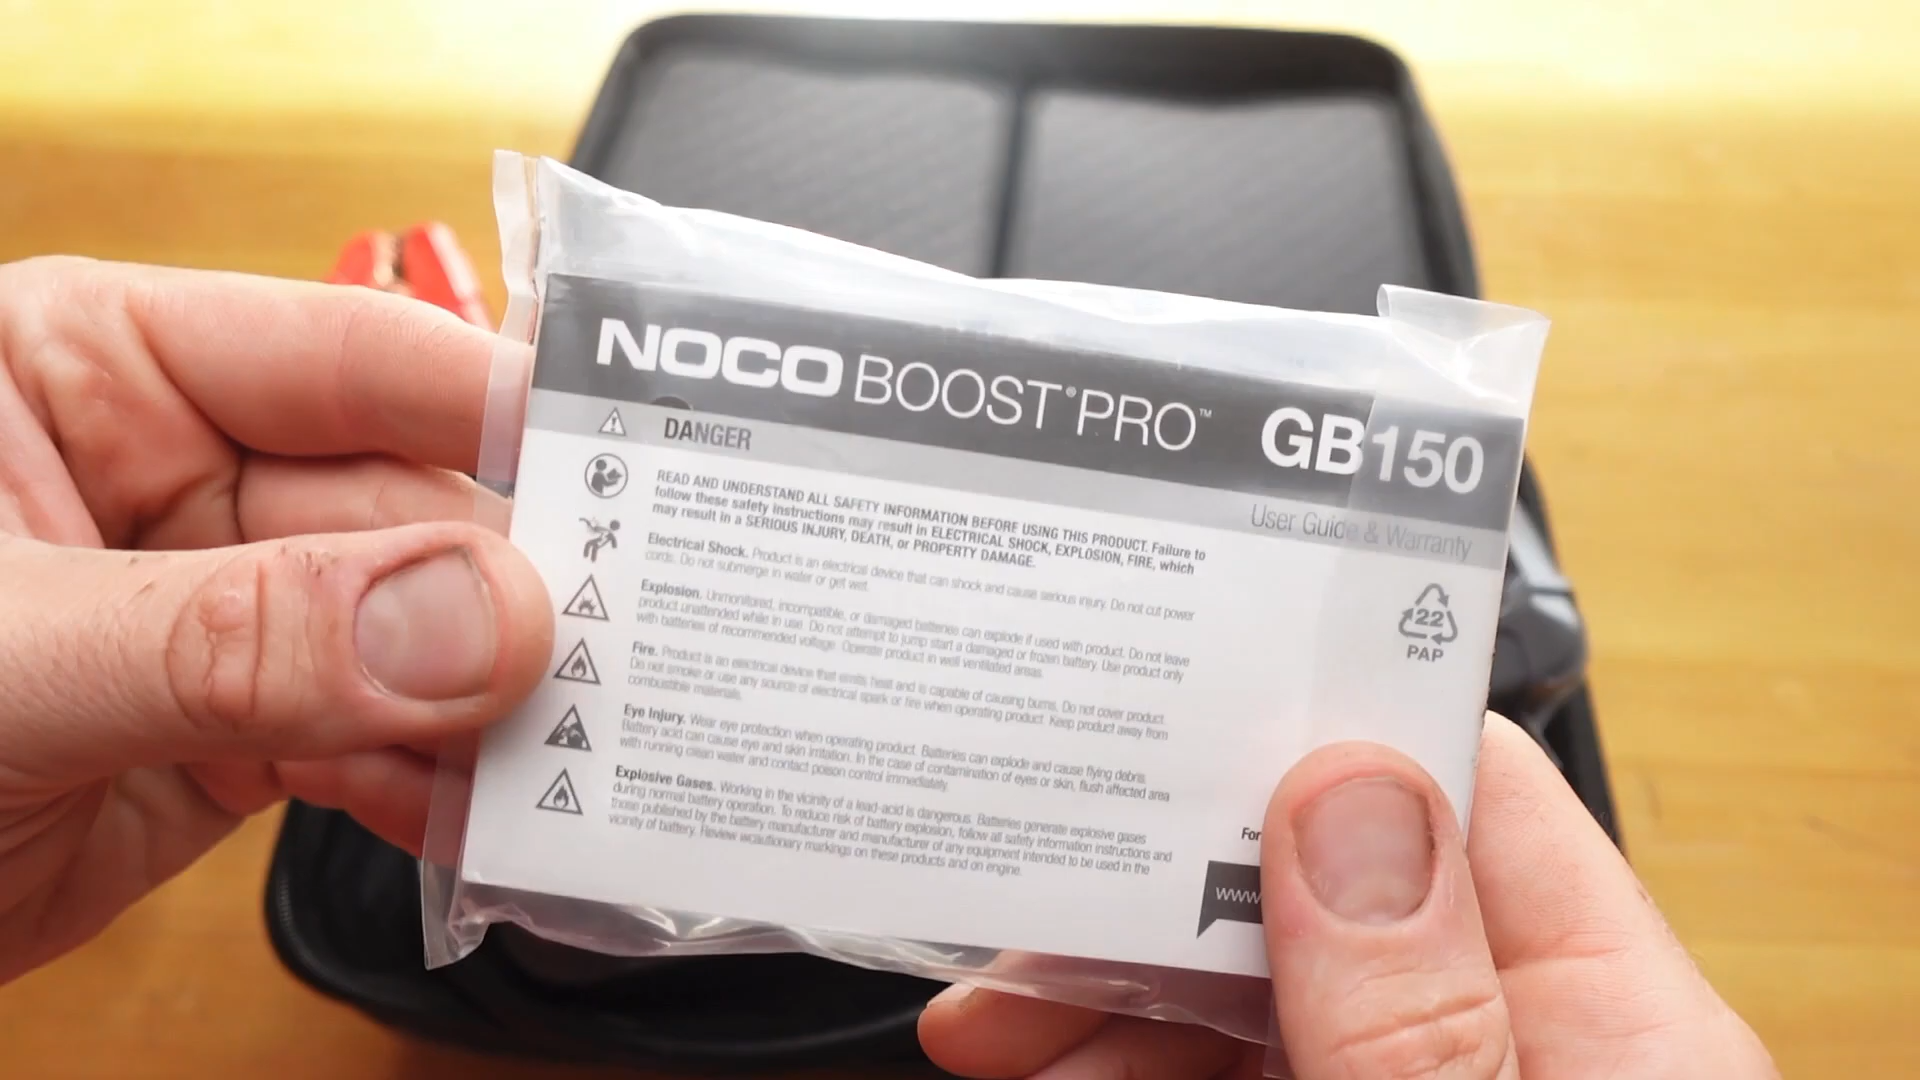 NOCO BOOST® PRO™ GB150
DANGER
User Guide & Warranty
READ AND UNDERSTAND ALL SAFETY INFORMATION BEFORE USING THIS PRODUCT. Failure to
follow these safety instructions may result in ELECTRICAL SHOCK, EXPLOSION, FIRE, which
may result in a SERIOUS INJURY, DEATH, or PROPERTY DAMAGE.
Electrical Shock. Product is an electrical device that can shock and cause serious injury. Do not cut power
cords. Do not submerge in water or get wet.
Explosion. Unmonitored, incompatible, or damaged batteries can explode if used with product. Do not leave
product unattended while in use. Do not attempt to jump start a damaged or frozen battery. Use product only
with batteries of recommended voltage. Operate product in well ventilated areas.
Fire. Product is an electrical device that emits heat and is capable of causing burns. Do not cover product.
Do not smoke or use any source of electrical spark or fire when operating product. Keep product away from
combustible materials.
Eye Injury. Wear eye protection when operating product. Batteries can explode and cause flying debris.
Battery acid can cause eye and skin irritation. In the case of contamination of eyes or skin, flush affected area
with running clean water and contact poison control immediately.
Explosive Gases. Working in the vicinity of a lead-acid is dangerous. Batteries generate explosive gases
during normal battery operation. To reduce risk of battery explosion, follow all safety information instructions and
those published by the battery manufacturer and manufacturer of any equipment intended to be used in the
vicinity of battery. Review cautionary markings on these products and on engine.
22
PAP
For
www